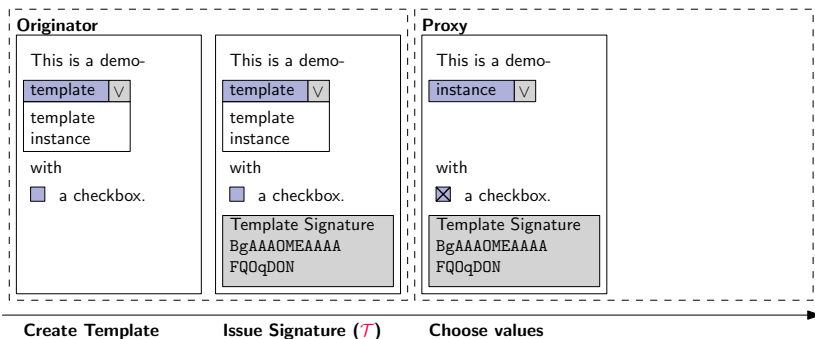 Originator
This is a demo-
template ∨
template
instance
with
a checkbox.
This is a demo-
template ∨
template
instance
with
a checkbox.
Template Signature
BgAAAOMEAAAA
FQOqDON
Proxy
This is a demo-
instance ∨
with
a checkbox.
Template Signature
BgAAAOMEAAAA
FQOqDON
Create Template
Issue Signature (𝒯)
Choose values